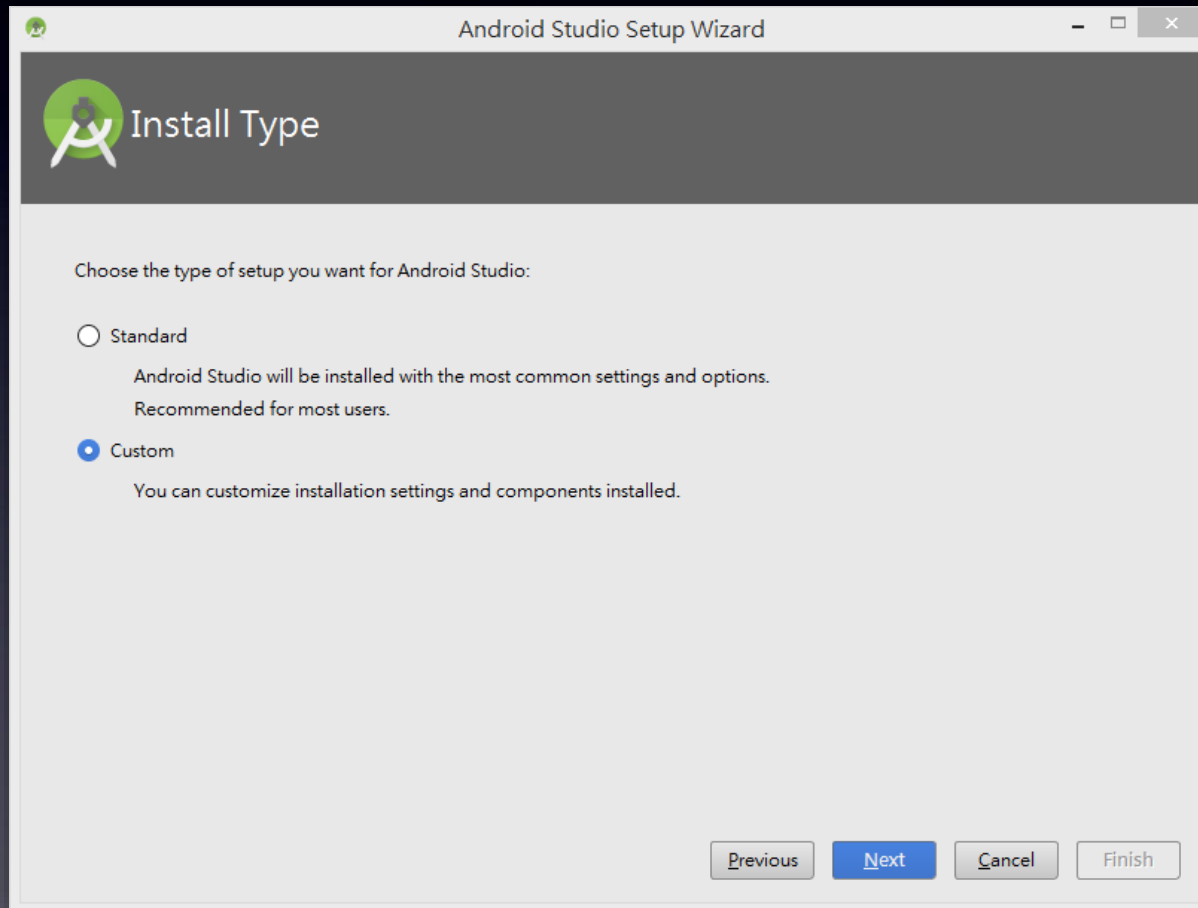 Android Studio Setup Wizard
Install Type
Choose the type of setup you want for Android Studio:
Standard
Android Studio will be installed with the most common settings and options.
Recommended for most users.
Custom
You can customize installation settings and components installed.
Previous Next Cancel Finish